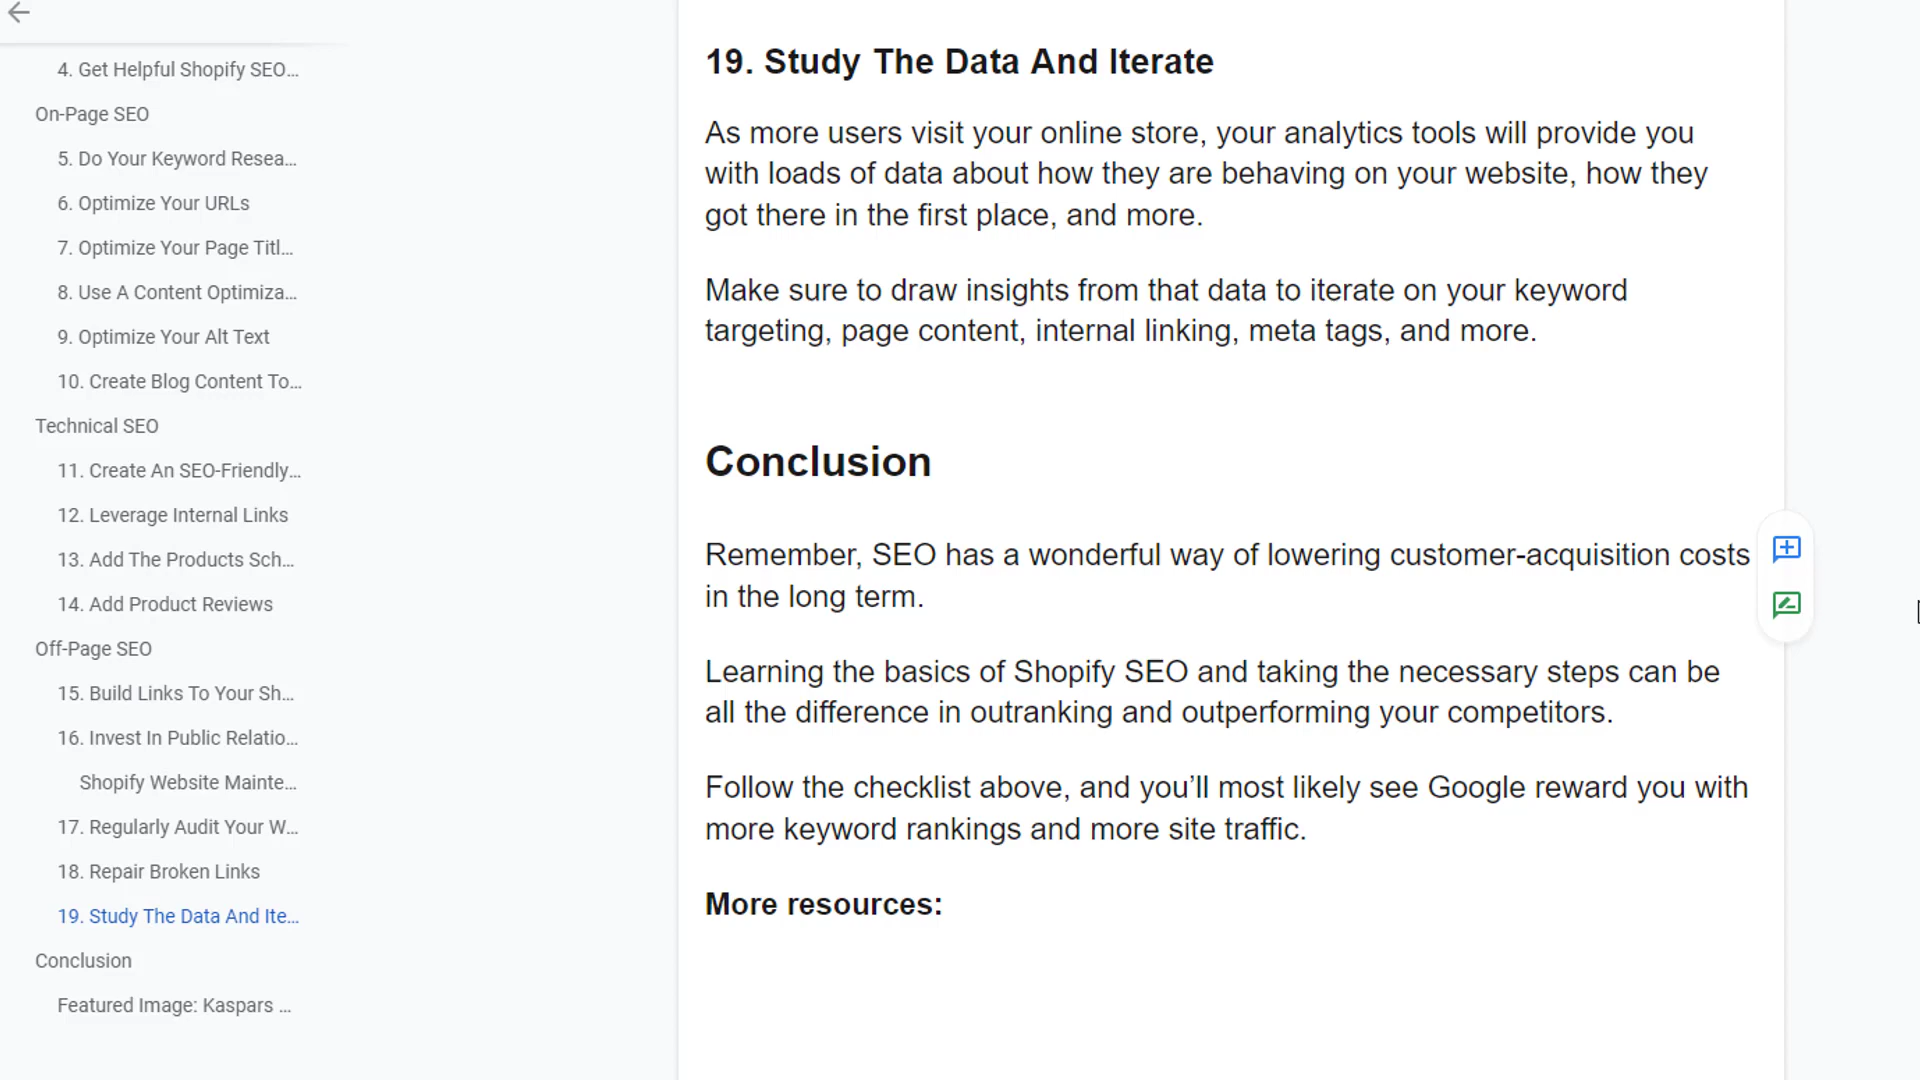 4. Get Helpful Shopify SEO...
On-Page SEO
5. Do Your Keyword Resea...
6. Optimize Your URLs
7. Optimize Your Page Titl...
8. Use A Content Optimiza...
9. Optimize Your Alt Text
10. Create Blog Content To...
Technical SEO
11. Create An SEO-Friendly...
12. Leverage Internal Links
13. Add The Products Sch...
14. Add Product Reviews
Off-Page SEO
15. Build Links To Your Sh...
16. Invest In Public Relatio...
Shopify Website Mainte...
17. Regularly Audit Your W...
18. Repair Broken Links
19. Study The Data And Ite...
Conclusion
Featured Image: Kaspars ...
19. Study The Data And Iterate
As more users visit your online store, your analytics tools will provide you
with loads of data about how they are behaving on your website, how they
got there in the first place, and more.
Make sure to draw insights from that data to iterate on your keyword
targeting, page content, internal linking, meta tags, and more.
Conclusion
Remember, SEO has a wonderful way of lowering customer-acquisition costs
in the long term.
Learning the basics of Shopify SEO and taking the necessary steps can be
all the difference in outranking and outperforming your competitors.
Follow the checklist above, and you’ll most likely see Google reward you with
more keyword rankings and more site traffic.
More resources: